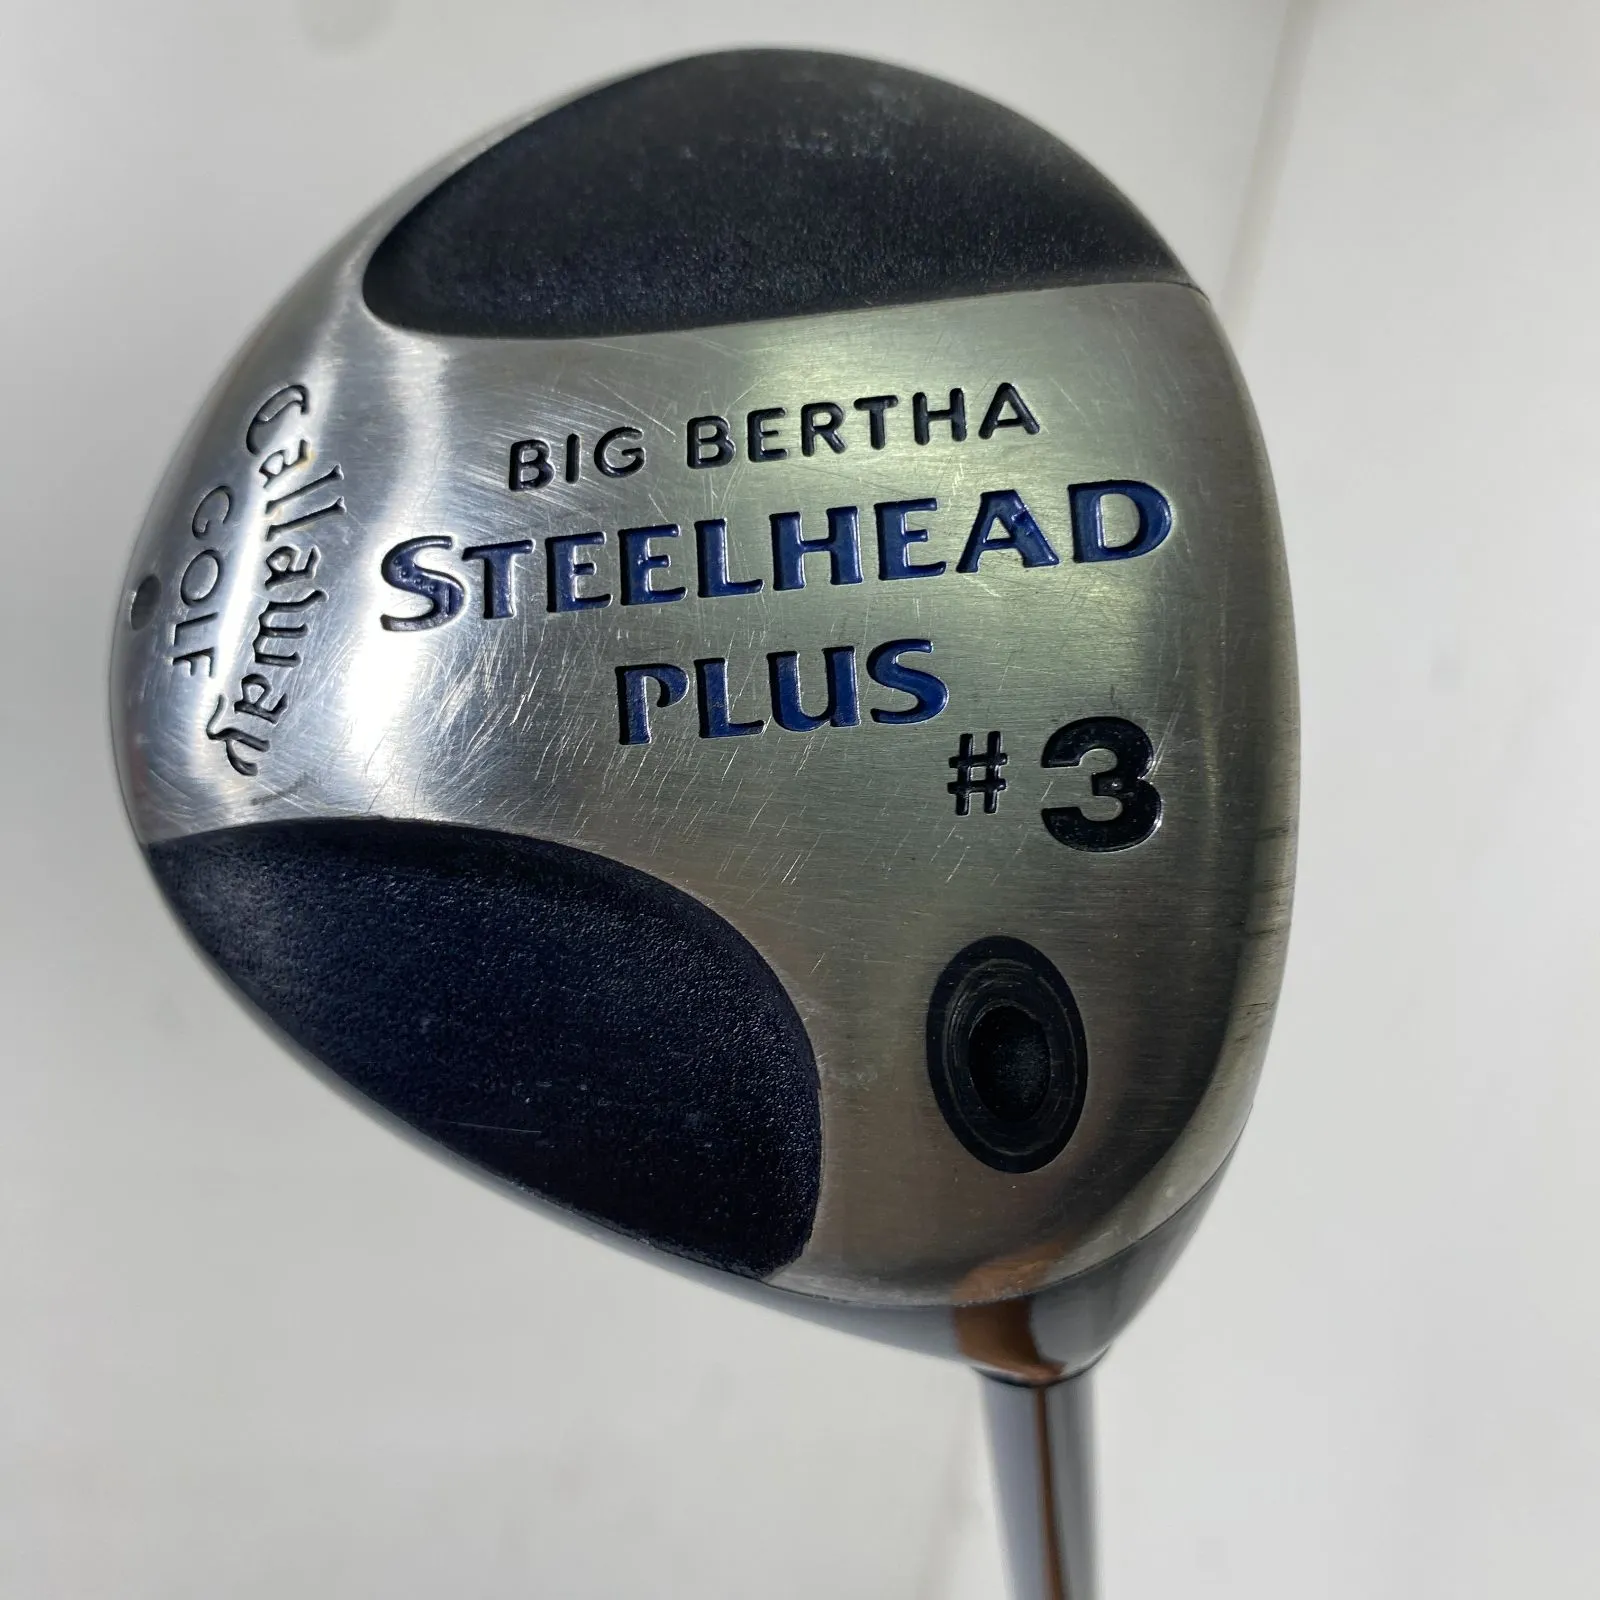 BIG BERTHA
STEELHEAD
PLUS
# 3
Callaway
GOLF